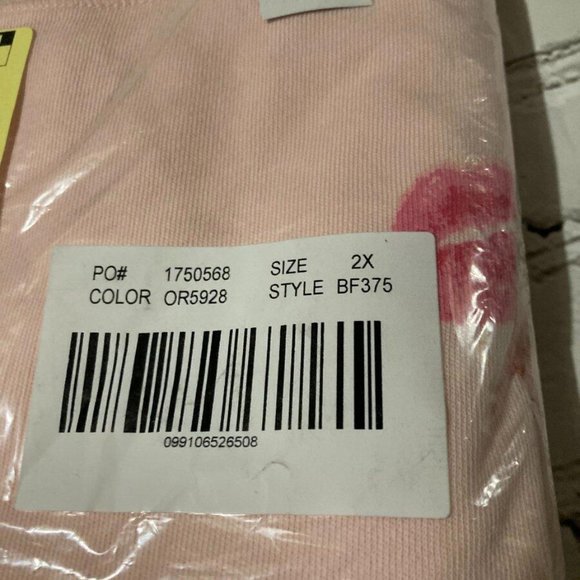 PO# 1750568 SIZE 2X
COLOR OR5928 STYLE BF375
099106526508